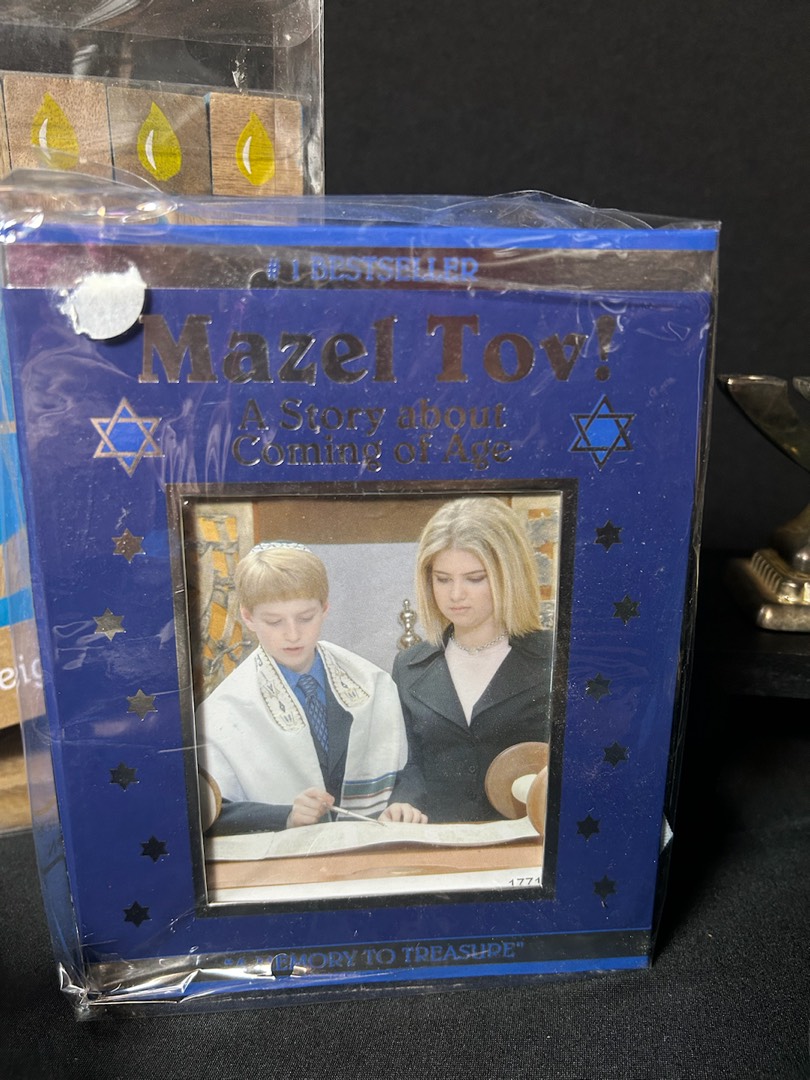 # 1 BESTSELLER
Mazel Tov!
A Story about
Coming of Age
1771
"A MEMORY TO TREASURE"